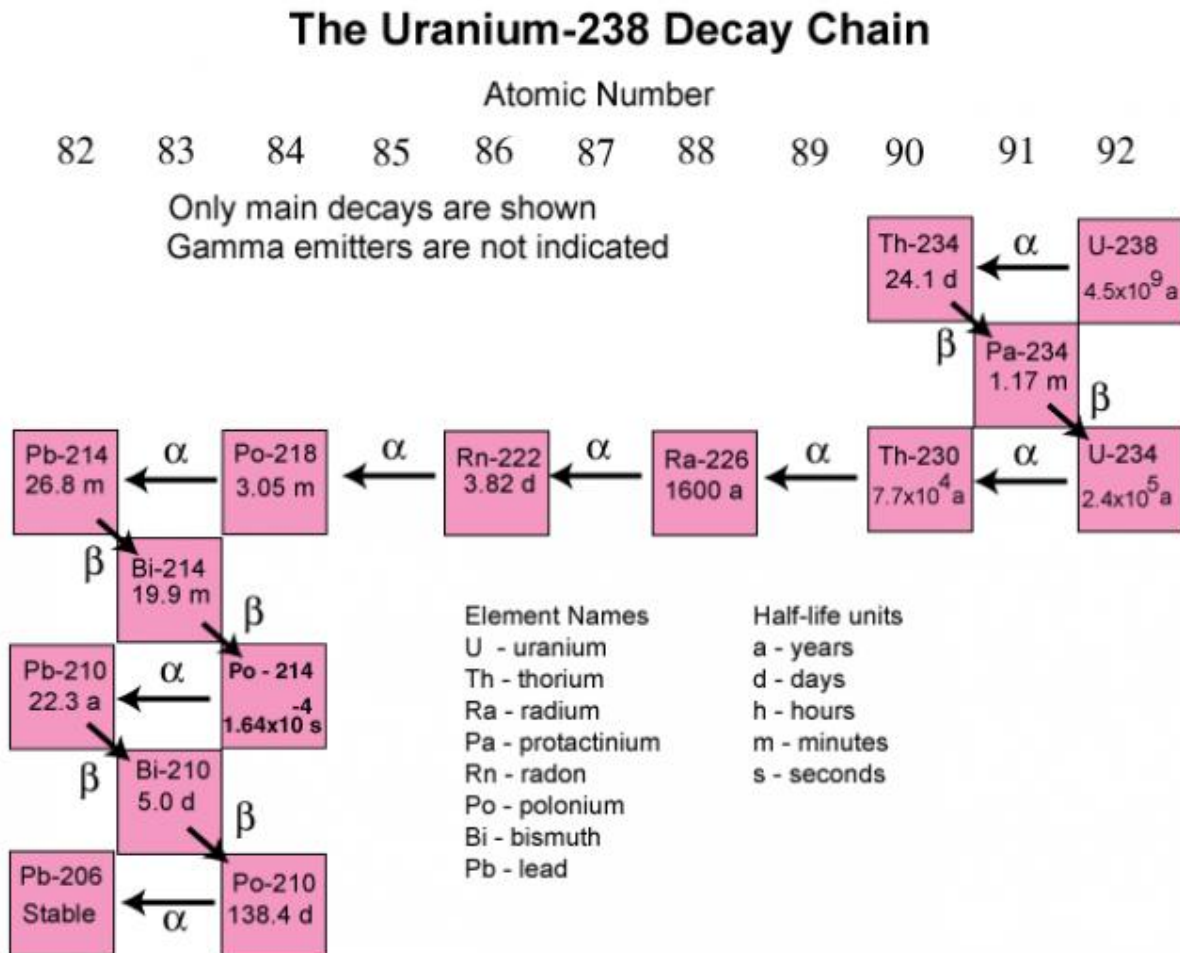 The Uranium-238 Decay Chain
Atomic Number
82 83 84 85 86 87 88 89 90 91 92
Only main decays are shown
Gamma emitters are not indicated
Th-234
24.1 d
α
U-238
4.5x10⁹ a
β
Pa-234
1.17 m
β
Pb-214
26.8 m
α
Po-218
3.05 m
α
Rn-222
3.82 d
α
Ra-226
1600 a
α
Th-230
7.7x10⁴ a
α
U-234
2.4x10⁵ a
β
Bi-214
19.9 m
β
Pb-210
22.3 a
α
Po - 214
-4
1.64x10 s
β
Bi-210
5.0 d
β
Pb-206
Stable
α
Po-210
138.4 d
Element Names
U - uranium
Th - thorium
Ra - radium
Pa - protactinium
Rn - radon
Po - polonium
Bi - bismuth
Pb - lead
Half-life units
a - years
d - days
h - hours
m - minutes
s - seconds